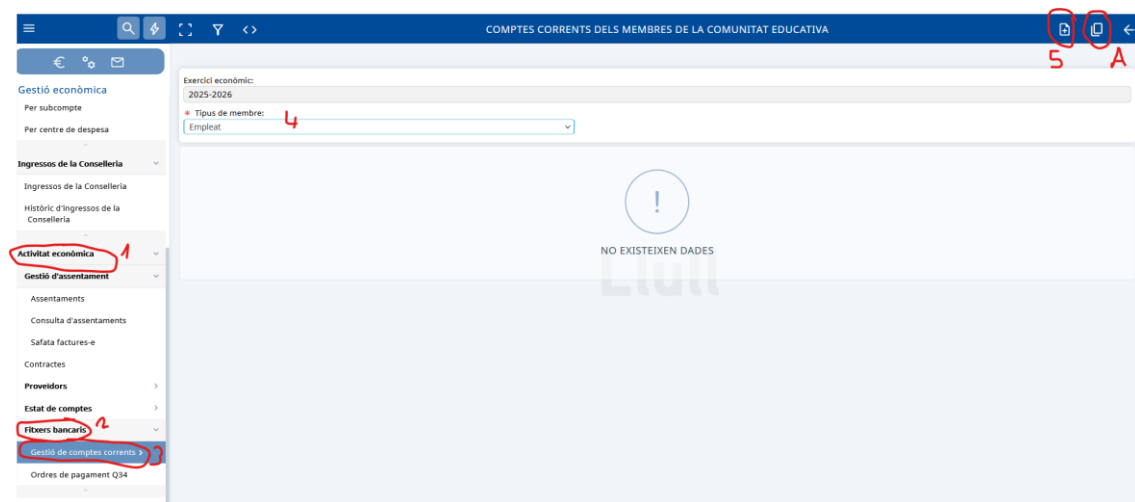 COMPTES CORRENTS DELS MEMBRES DE LA COMUNITAT EDUCATIVA
5
A
€
Gestió econòmica
Per subcompte
Per centre de despesa
Ingressos de la Conselleria
Ingressos de la Conselleria
Històric d'ingressos de la
Conselleria
Activitat econòmica 1
Gestió d'assentament
Assentaments
Consulta d'assentaments
Safata factures-e
Contractes
Proveïdors
Estat de comptes
Fitxers bancaris 2
Gestió de comptes corrents 3
Ordres de pagament Q34
Exercici econòmic:
2025-2026
* Tipus de membre: 4
Empleat
!
NO EXISTEIXEN DADES
Llull